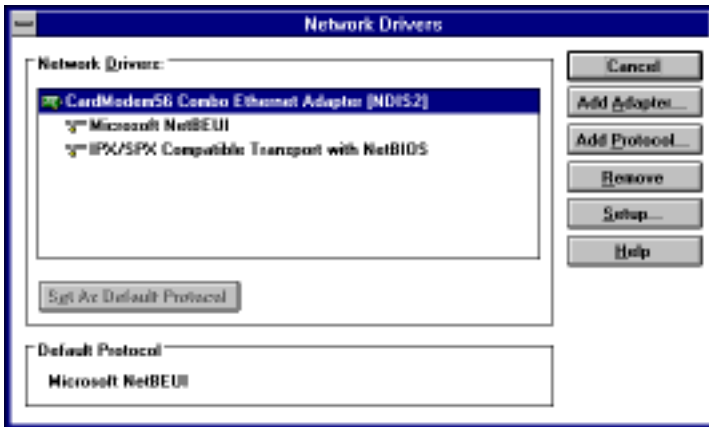 Network Drivers
Network Drivers:
CardModem56 Combo Ethernet Adapter [NDIS2]
Microsoft NetBEUI
IPX/SPX Compatible Transport with NetBIOS
Set As Default Protocol
Default Protocol
Microsoft NetBEUI
Cancel
Add Adapter...
Add Protocol...
Remove
Setup...
Help